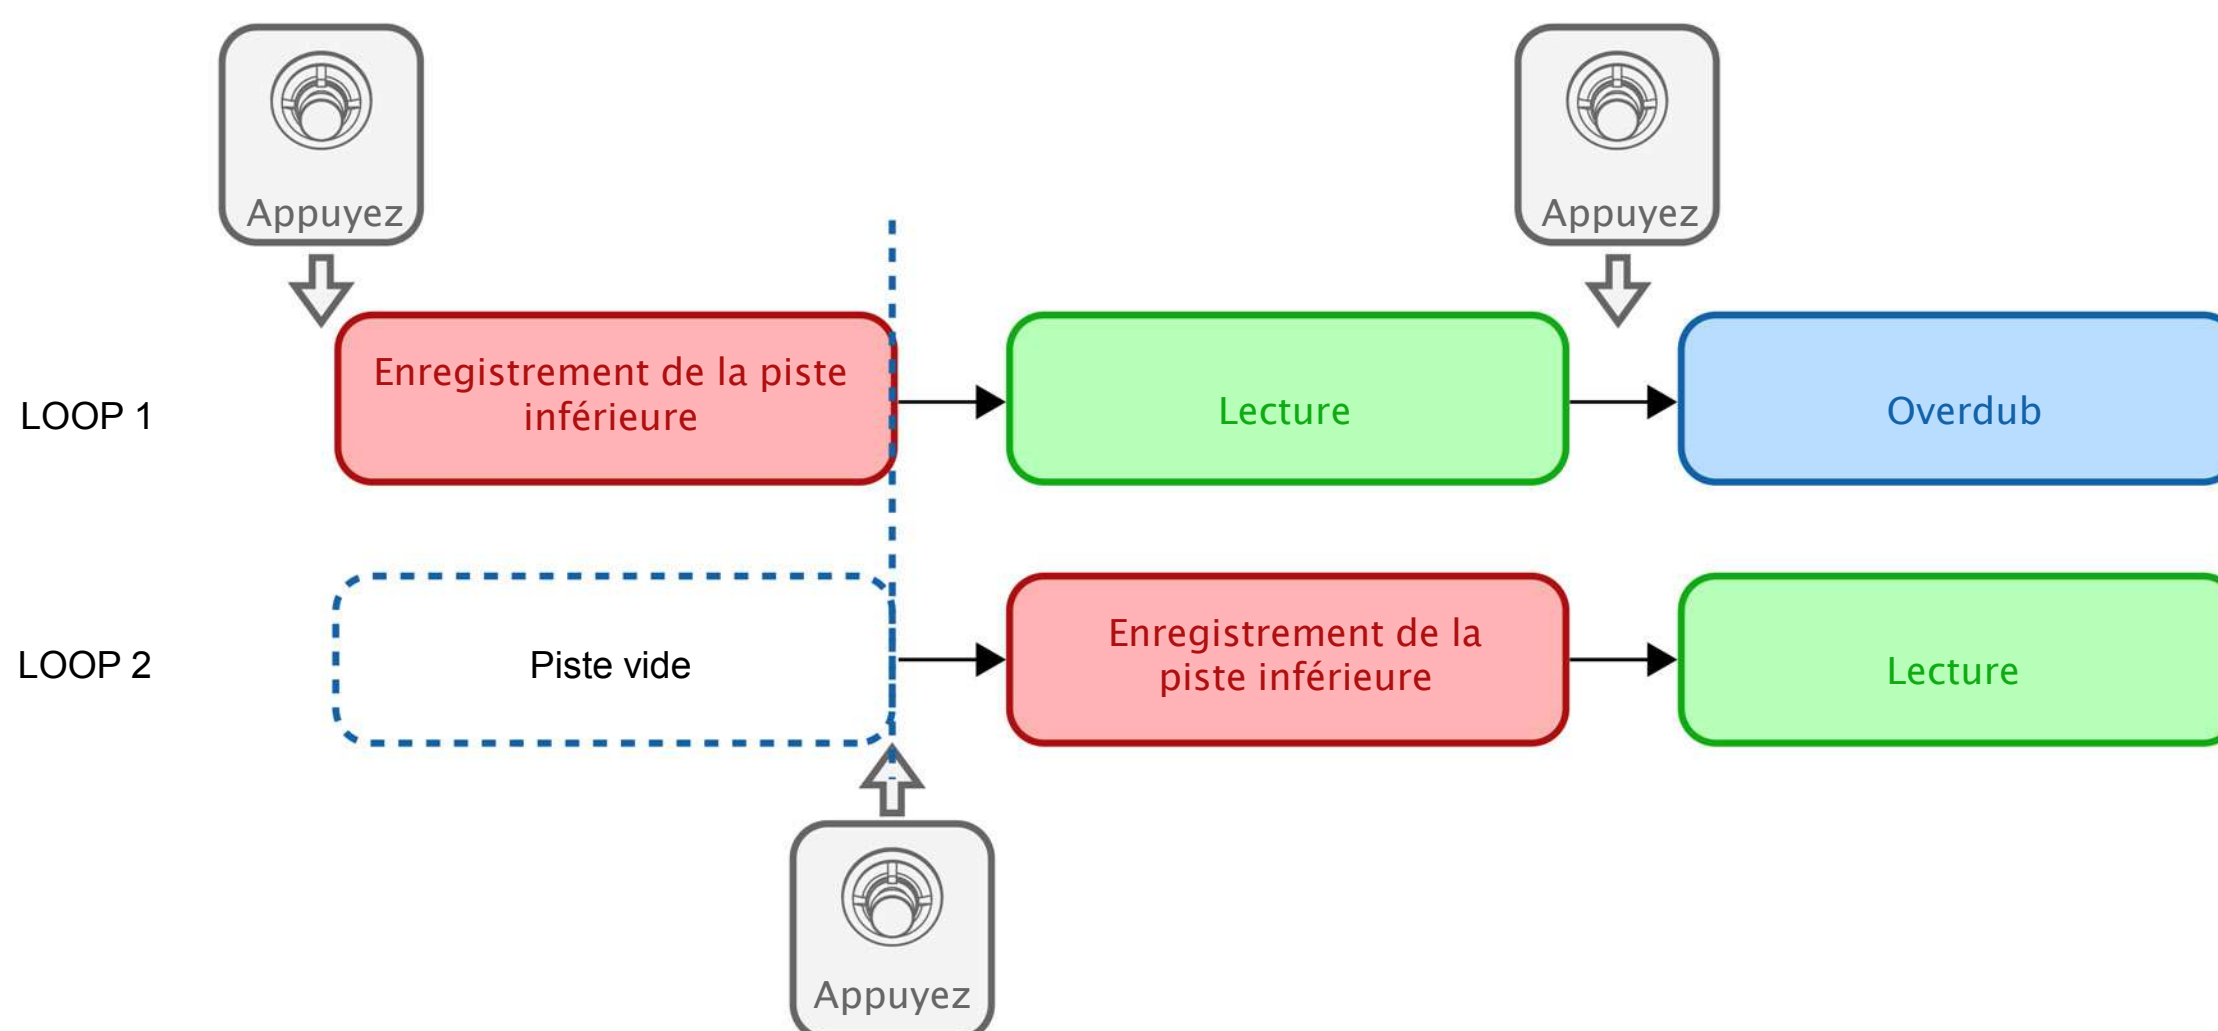 Appuyez
Appuyez
LOOP 1
Enregistrement de la piste
inférieure
Lecture
Overdub
LOOP 2
Piste vide
Enregistrement de la
piste inférieure
Lecture
Appuyez